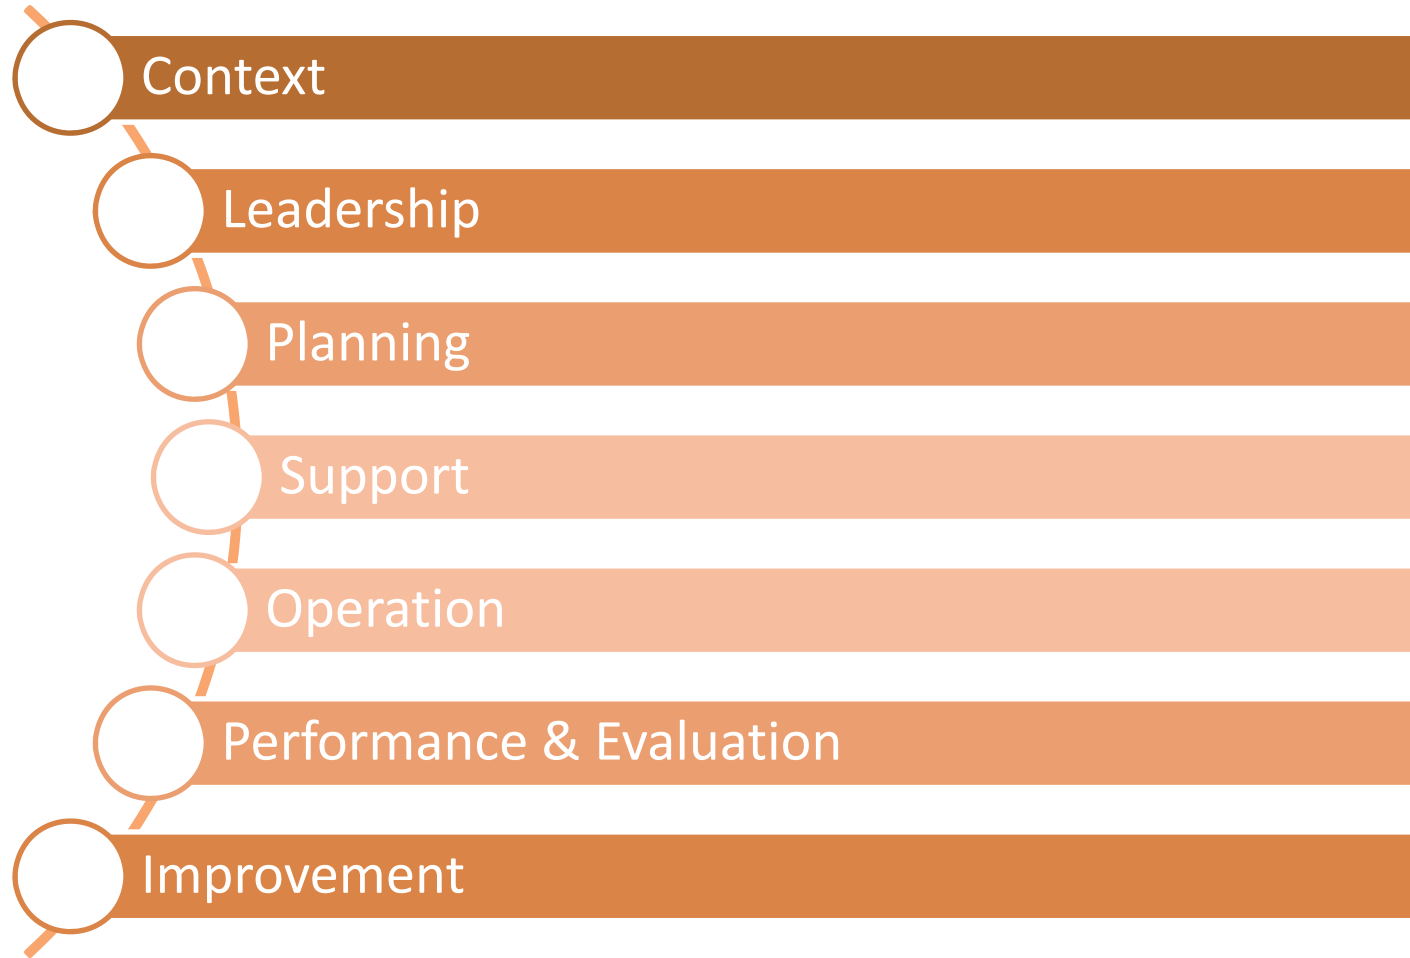 Context
Leadership
Planning
Support
Operation
Performance & Evaluation
Improvement